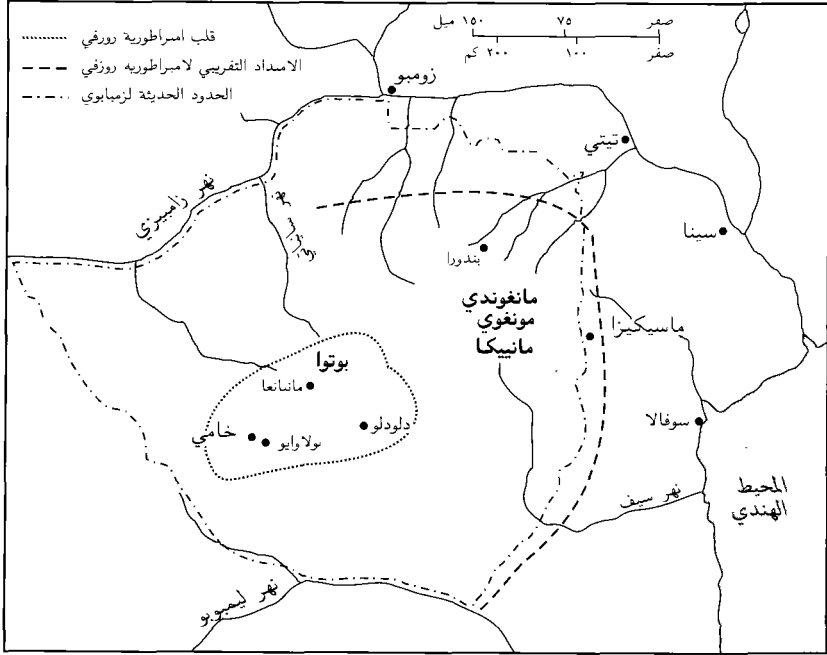 قلب امبراطورية روزفي
الامتداد التقريبي لامبراطورية روزفي
الحدود الحديثة لزمبابوي
صفر ٧٥ ١٥٠ ميل
صفر ١٠٠ ٢٠٠ كم
زومبو
تيتي
نهر زامبيزي
سينا
بندورا
مانغوندي
مونغوي
مانييكا
ماسيكيزا
بوتوا
خامي
بولاوايو
دلودلو
سوفالا
نهر سيف
المحيط
الهندي
نهر ليمبوبو